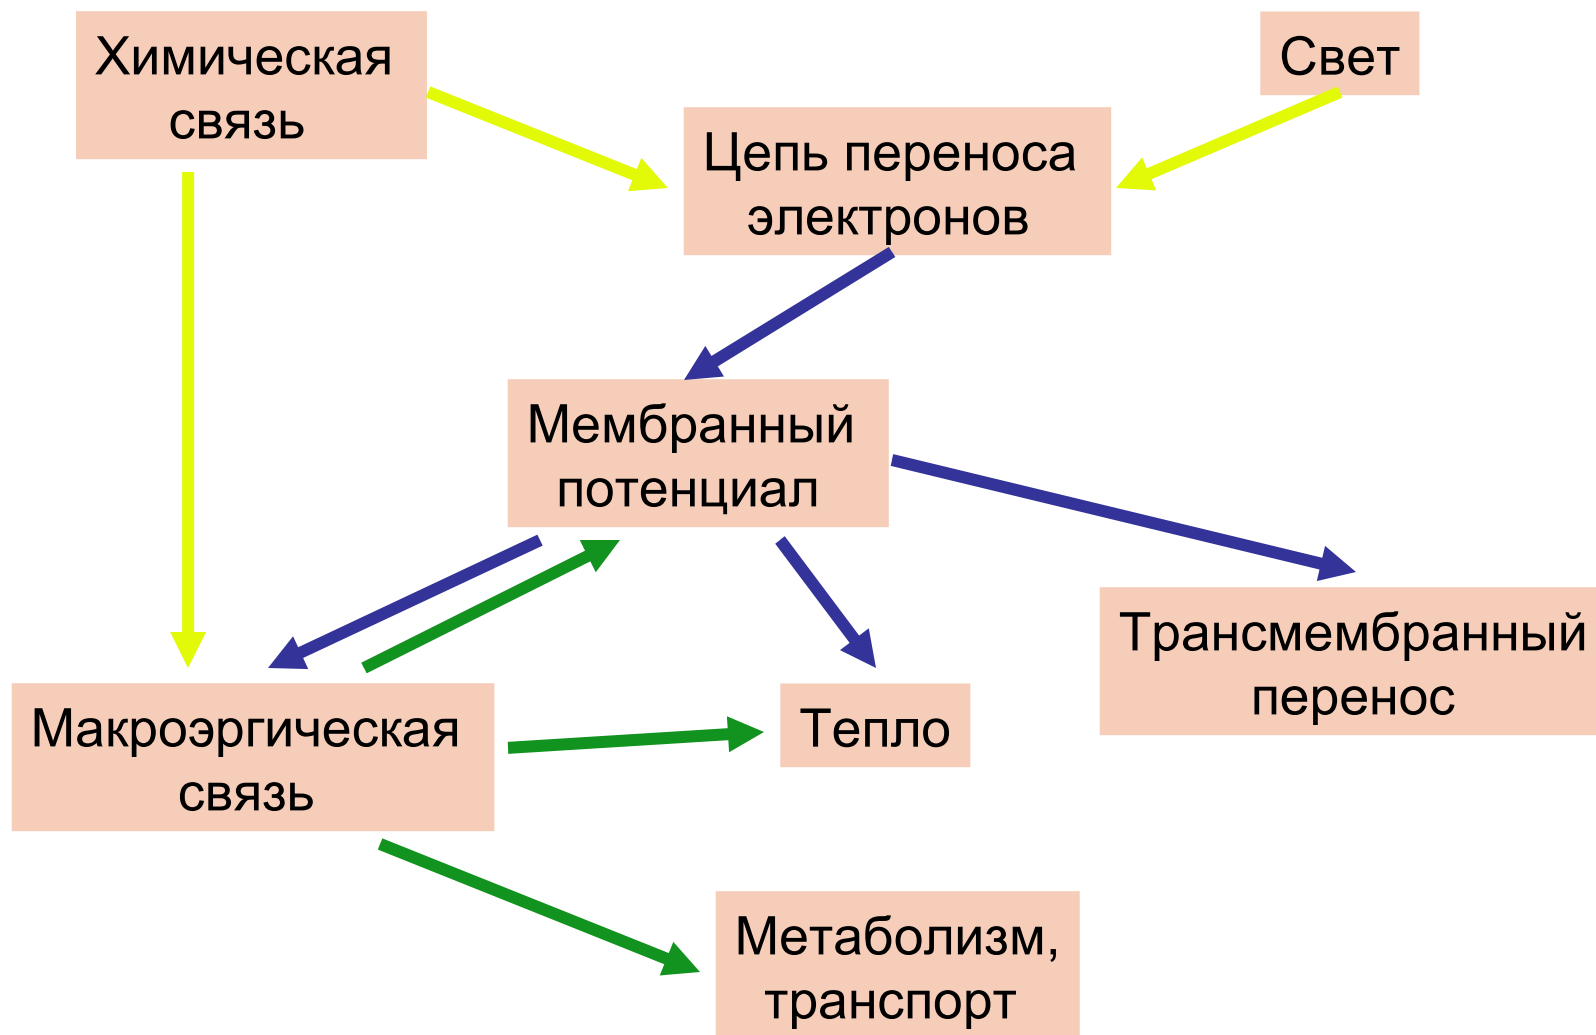 Химическая
связь
Свет
Цепь переноса
электронов
Мембранный
потенциал
Трансмембранный
перенос
Макроэргическая
связь
Тепло
Метаболизм,
транспорт